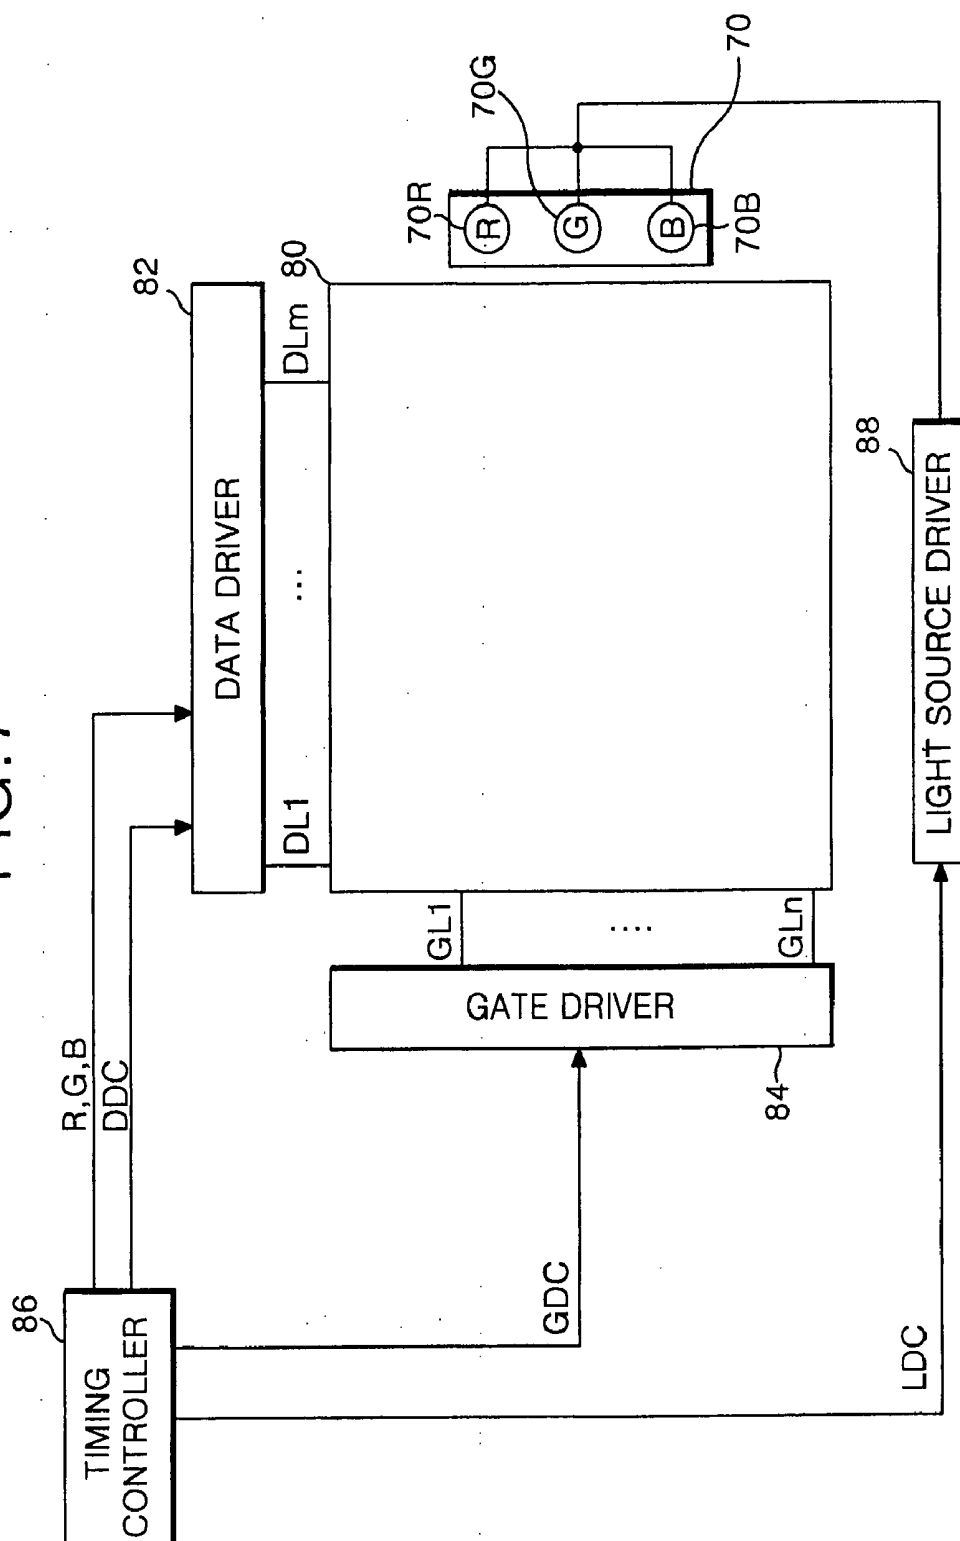 FIG. 7
86
TIMING
CONTROLLER
R,G,B
DDC
GDC
LDC
82
DATA DRIVER
DL1
...
DLm
80
GL1
....
GLn
GATE DRIVER
84
70R
70G
70B
70
R
G
B
88
LIGHT SOURCE DRIVER